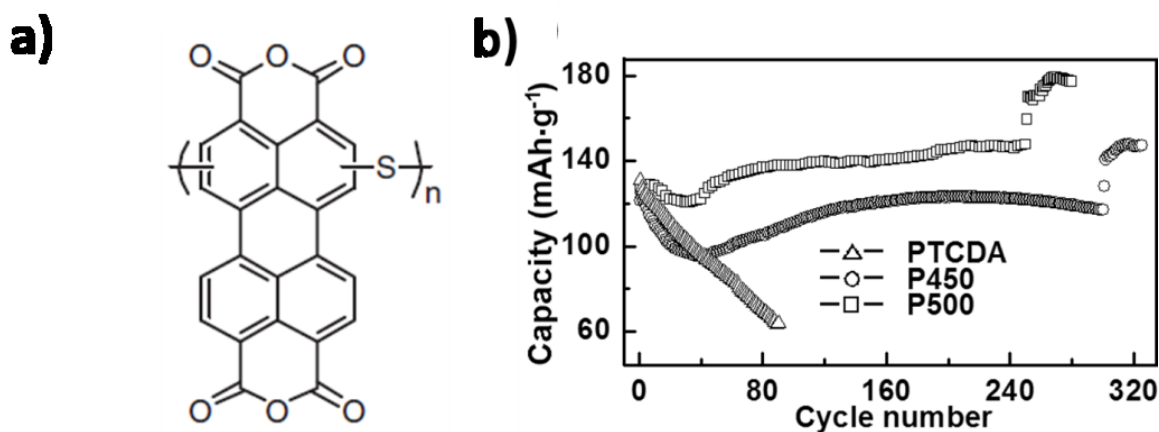 a)
b)
O O O
S
n
O O O
Capacity (mAh·g⁻¹)
180
140
100
60
PTCDA
P450
P500
0 80 160 240 320
Cycle number